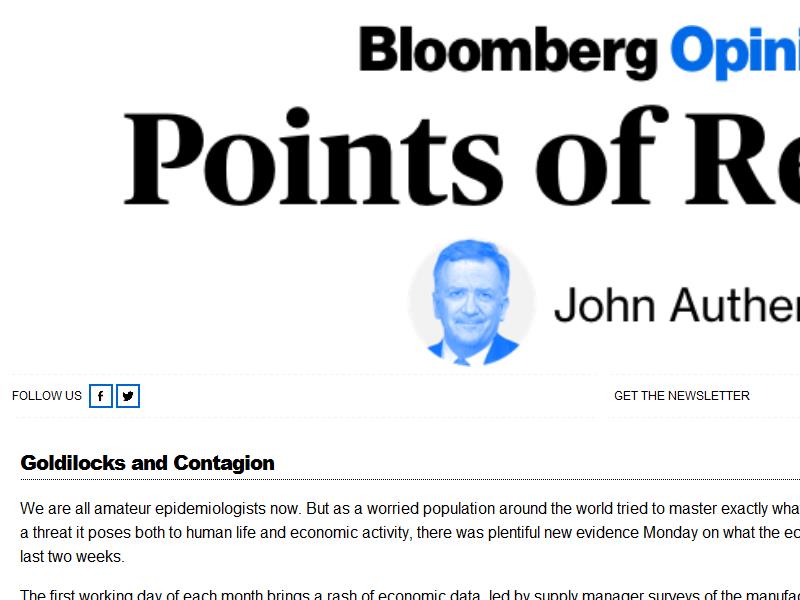 Bloomberg Opini
Points of Re
John Auther
FOLLOW US
GET THE NEWSLETTER
Goldilocks and Contagion
We are all amateur epidemiologists now. But as a worried population around the world tried to master exactly wha
a threat it poses both to human life and economic activity, there was plentiful new evidence Monday on what the ec
last two weeks.
The first working day of each month brings a rash of economic data, led by supply manager surveys of the manufac